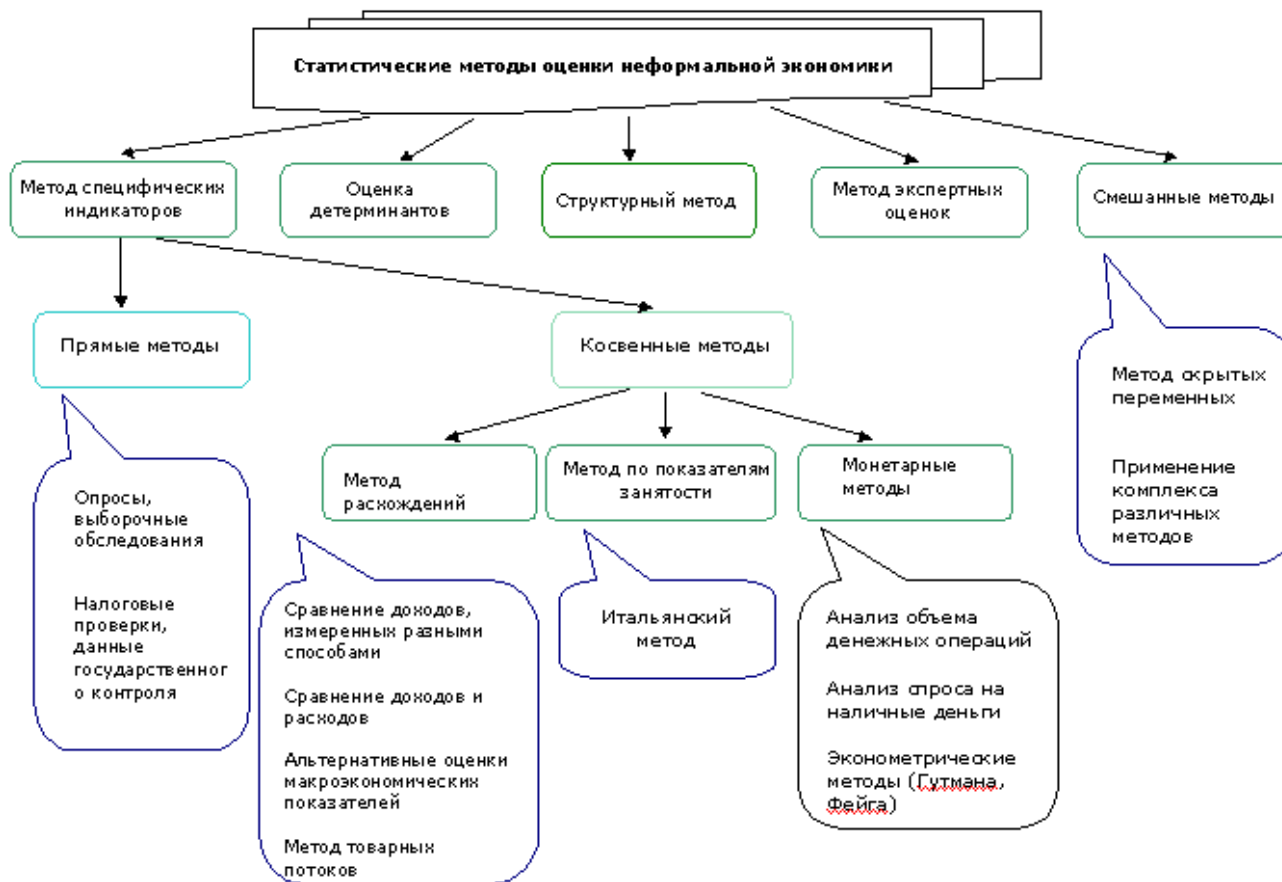 Статистические методы оценки неформальной экономики
Метод специфических
индикаторов
Оценка
детерминантов
Структурный метод
Метод экспертных
оценок
Смешанные методы
Прямые методы
Косвенные методы
Метод скрытых
переменных
Применение
комплекса
различных
методов
Метод
расхождений
Метод по показателям
занятости
Монетарные
методы
Опросы,
выборочные
обследования
Налоговые
проверки,
данные
государственног
о контроля
Сравнение доходов,
измеренных разными
способами
Сравнение доходов и
расходов
Альтернативные оценки
макроэкономических
показателей
Метод товарных
потоков
Итальянский
метод
Анализ объема
денежных операций
Анализ спроса на
наличные деньги
Эконометрические
методы (Гутмана,
Фейга)